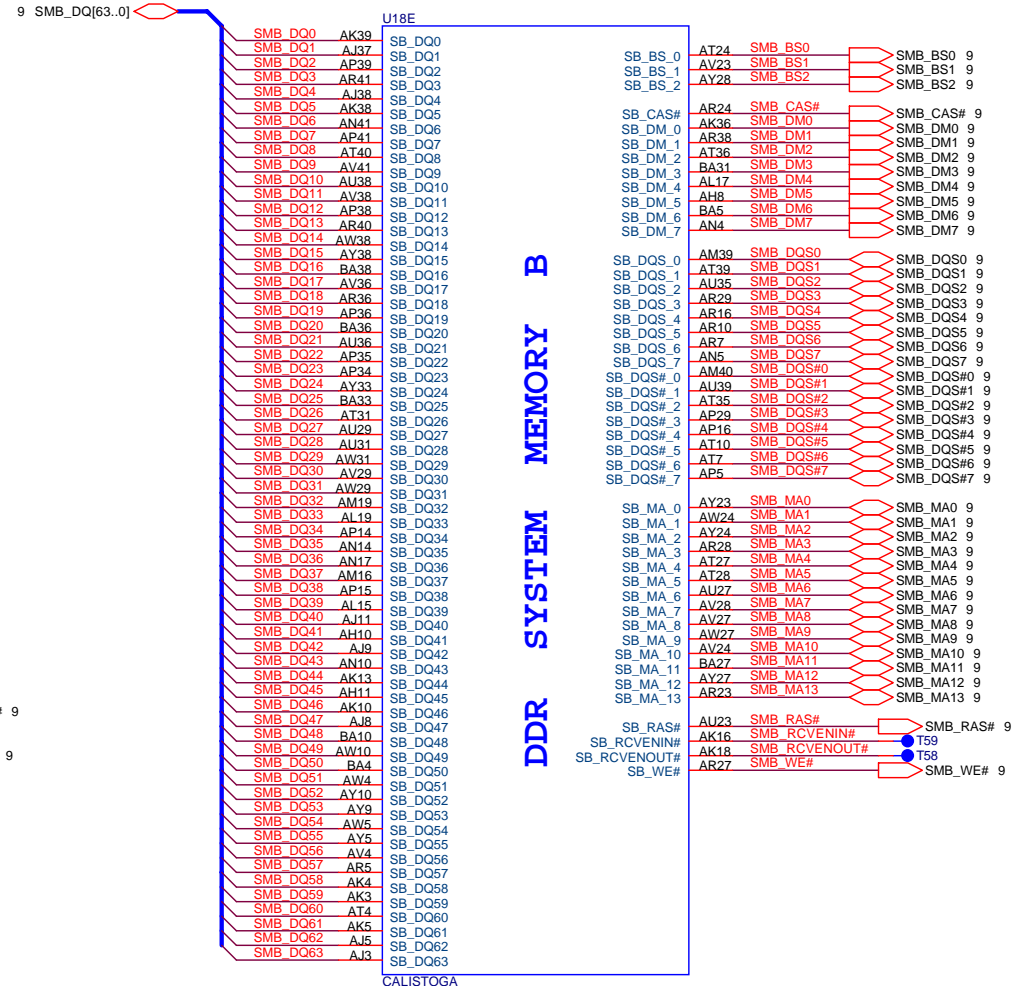 9 SMB_DQ[63..0]
U18E
SMB_DQ0 AK39 SB_DQ0
SMB_DQ1 AJ37 SB_DQ1
SMB_DQ2 AP39 SB_DQ2
SMB_DQ3 AR41 SB_DQ3
SMB_DQ4 AJ38 SB_DQ4
SMB_DQ5 AK38 SB_DQ5
SMB_DQ6 AN41 SB_DQ6
SMB_DQ7 AP41 SB_DQ7
SMB_DQ8 AT40 SB_DQ8
SMB_DQ9 AV41 SB_DQ9
SMB_DQ10 AU38 SB_DQ10
SMB_DQ11 AV38 SB_DQ11
SMB_DQ12 AP38 SB_DQ12
SMB_DQ13 AR40 SB_DQ13
SMB_DQ14 AW38 SB_DQ14
SMB_DQ15 AY38 SB_DQ15
SMB_DQ16 BA38 SB_DQ16
SMB_DQ17 AV36 SB_DQ17
SMB_DQ18 AR36 SB_DQ18
SMB_DQ19 AP36 SB_DQ19
SMB_DQ20 BA36 SB_DQ20
SMB_DQ21 AU36 SB_DQ21
SMB_DQ22 AP35 SB_DQ22
SMB_DQ23 AP34 SB_DQ23
SMB_DQ24 AY33 SB_DQ24
SMB_DQ25 BA33 SB_DQ25
SMB_DQ26 AT31 SB_DQ26
SMB_DQ27 AU29 SB_DQ27
SMB_DQ28 AU31 SB_DQ28
SMB_DQ29 AW31 SB_DQ29
SMB_DQ30 AV29 SB_DQ30
SMB_DQ31 AW29 SB_DQ31
SMB_DQ32 AM19 SB_DQ32
SMB_DQ33 AL19 SB_DQ33
SMB_DQ34 AP14 SB_DQ34
SMB_DQ35 AN14 SB_DQ35
SMB_DQ36 AN17 SB_DQ36
SMB_DQ37 AM16 SB_DQ37
SMB_DQ38 AP15 SB_DQ38
SMB_DQ39 AL15 SB_DQ39
SMB_DQ40 AJ11 SB_DQ40
SMB_DQ41 AH10 SB_DQ41
SMB_DQ42 AJ9 SB_DQ42
SMB_DQ43 AN10 SB_DQ43
SMB_DQ44 AK13 SB_DQ44
SMB_DQ45 AH11 SB_DQ45
SMB_DQ46 AK10 SB_DQ46
SMB_DQ47 AJ8 SB_DQ47
SMB_DQ48 BA10 SB_DQ48
SMB_DQ49 AW10 SB_DQ49
SMB_DQ50 BA4 SB_DQ50
SMB_DQ51 AW4 SB_DQ51
SMB_DQ52 AY10 SB_DQ52
SMB_DQ53 AY9 SB_DQ53
SMB_DQ54 AW5 SB_DQ54
SMB_DQ55 AY5 SB_DQ55
SMB_DQ56 AV4 SB_DQ56
SMB_DQ57 AR5 SB_DQ57
SMB_DQ58 AK4 SB_DQ58
SMB_DQ59 AK3 SB_DQ59
SMB_DQ60 AT4 SB_DQ60
SMB_DQ61 AK5 SB_DQ61
SMB_DQ62 AJ5 SB_DQ62
SMB_DQ63 AJ3 SB_DQ63
DDR SYSTEM MEMORY B
SB_BS_0 AT24 SMB_BS0 SMB_BS0 9
SB_BS_1 AV23 SMB_BS1 SMB_BS1 9
SB_BS_2 AY28 SMB_BS2 SMB_BS2 9
SB_CAS# AR24 SMB_CAS# SMB_CAS# 9
SB_DM_0 AK36 SMB_DM0 SMB_DM0 9
SB_DM_1 AR38 SMB_DM1 SMB_DM1 9
SB_DM_2 AT36 SMB_DM2 SMB_DM2 9
SB_DM_3 BA31 SMB_DM3 SMB_DM3 9
SB_DM_4 AL17 SMB_DM4 SMB_DM4 9
SB_DM_5 AH8 SMB_DM5 SMB_DM5 9
SB_DM_6 BA5 SMB_DM6 SMB_DM6 9
SB_DM_7 AN4 SMB_DM7 SMB_DM7 9
SB_DQS_0 AM39 SMB_DQS0 SMB_DQS0 9
SB_DQS_1 AT39 SMB_DQS1 SMB_DQS1 9
SB_DQS_2 AU35 SMB_DQS2 SMB_DQS2 9
SB_DQS_3 AR29 SMB_DQS3 SMB_DQS3 9
SB_DQS_4 AR16 SMB_DQS4 SMB_DQS4 9
SB_DQS_5 AR10 SMB_DQS5 SMB_DQS5 9
SB_DQS_6 AR7 SMB_DQS6 SMB_DQS6 9
SB_DQS_7 AN5 SMB_DQS7 SMB_DQS7 9
SB_DQS#_0 AM40 SMB_DQS#0 SMB_DQS#0 9
SB_DQS#_1 AU39 SMB_DQS#1 SMB_DQS#1 9
SB_DQS#_2 AT35 SMB_DQS#2 SMB_DQS#2 9
SB_DQS#_3 AP29 SMB_DQS#3 SMB_DQS#3 9
SB_DQS#_4 AP16 SMB_DQS#4 SMB_DQS#4 9
SB_DQS#_5 AT10 SMB_DQS#5 SMB_DQS#5 9
SB_DQS#_6 AT7 SMB_DQS#6 SMB_DQS#6 9
SB_DQS#_7 AP5 SMB_DQS#7 SMB_DQS#7 9
SB_MA_0 AY23 SMB_MA0 SMB_MA0 9
SB_MA_1 AW24 SMB_MA1 SMB_MA1 9
SB_MA_2 AY24 SMB_MA2 SMB_MA2 9
SB_MA_3 AR28 SMB_MA3 SMB_MA3 9
SB_MA_4 AT27 SMB_MA4 SMB_MA4 9
SB_MA_5 AT28 SMB_MA5 SMB_MA5 9
SB_MA_6 AU27 SMB_MA6 SMB_MA6 9
SB_MA_7 AV28 SMB_MA7 SMB_MA7 9
SB_MA_8 AV27 SMB_MA8 SMB_MA8 9
SB_MA_9 AW27 SMB_MA9 SMB_MA9 9
SB_MA_10 AV24 SMB_MA10 SMB_MA10 9
SB_MA_11 BA27 SMB_MA11 SMB_MA11 9
SB_MA_12 AY27 SMB_MA12 SMB_MA12 9
SB_MA_13 AR23 SMB_MA13 SMB_MA13 9
SB_RAS# AU23 SMB_RAS# SMB_RAS# 9
SB_RCVENIN# AK16 SMB_RCVENIN# T59
SB_RCVENOUT# AK18 SMB_RCVENOUT# T58
SB_WE# AR27 SMB_WE# SMB_WE# 9
# 9
9
CALISTOGA